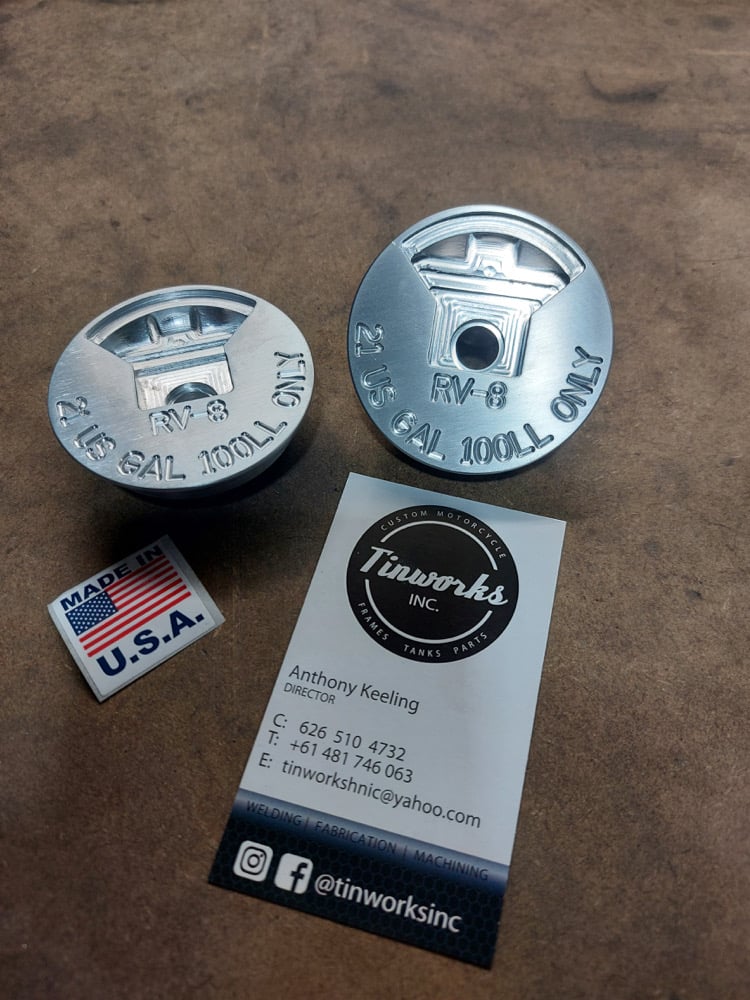 RV-8
21 US GAL 100LL ONLY
RV-8
21 US GAL 100LL ONLY
MADE IN
U.S.A.
CUSTOM MOTORCYCLE
Tinworks
INC.
FRAMES TANKS PARTS
Anthony Keeling
DIRECTOR
C: 626 510 4732
T: +61 481 746 063
E: tinworkshnic@yahoo.com
WELDING | FABRICATION | MACHINING
@tinworksinc